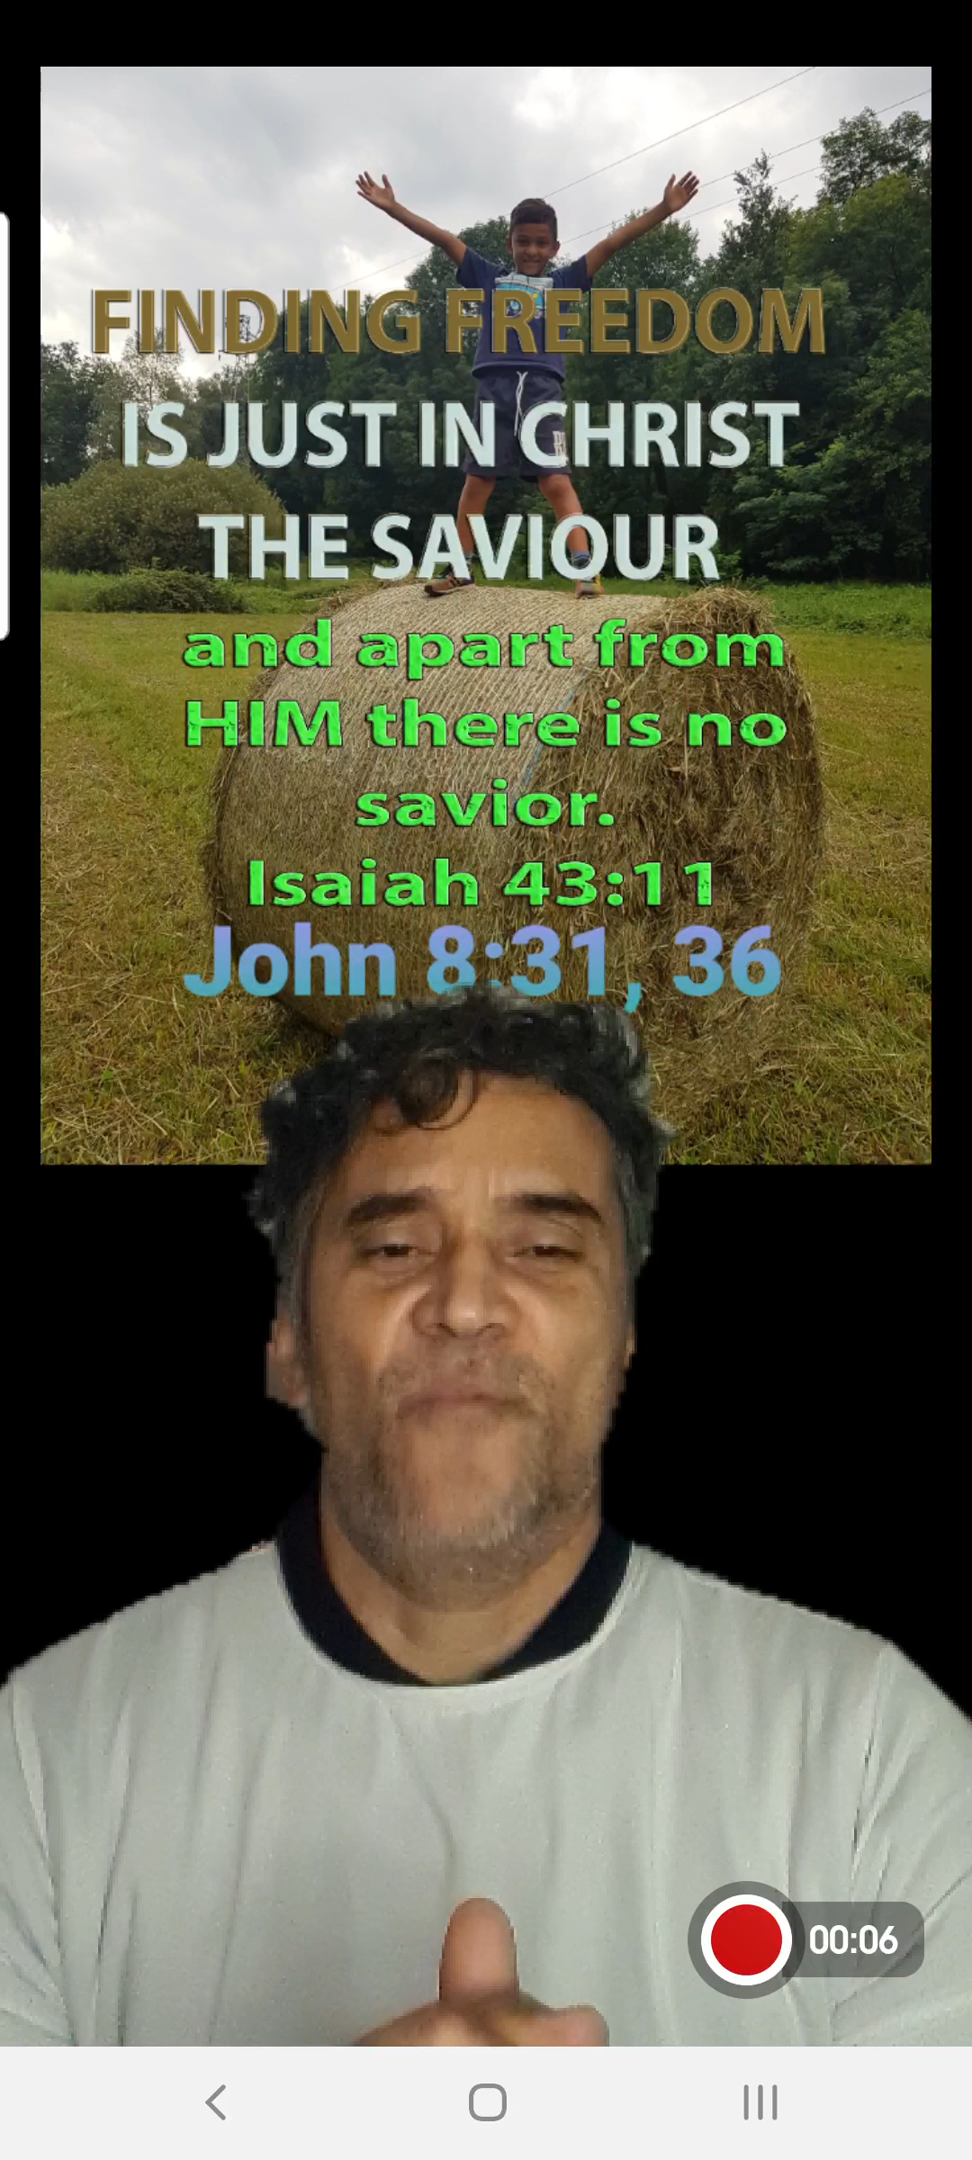 FINDING FREEDOM
IS JUST IN CHRIST
THE SAVIOUR
and apart from
HIM there is no
savior.
Isaiah 43:11
John 8:31, 36
00:06